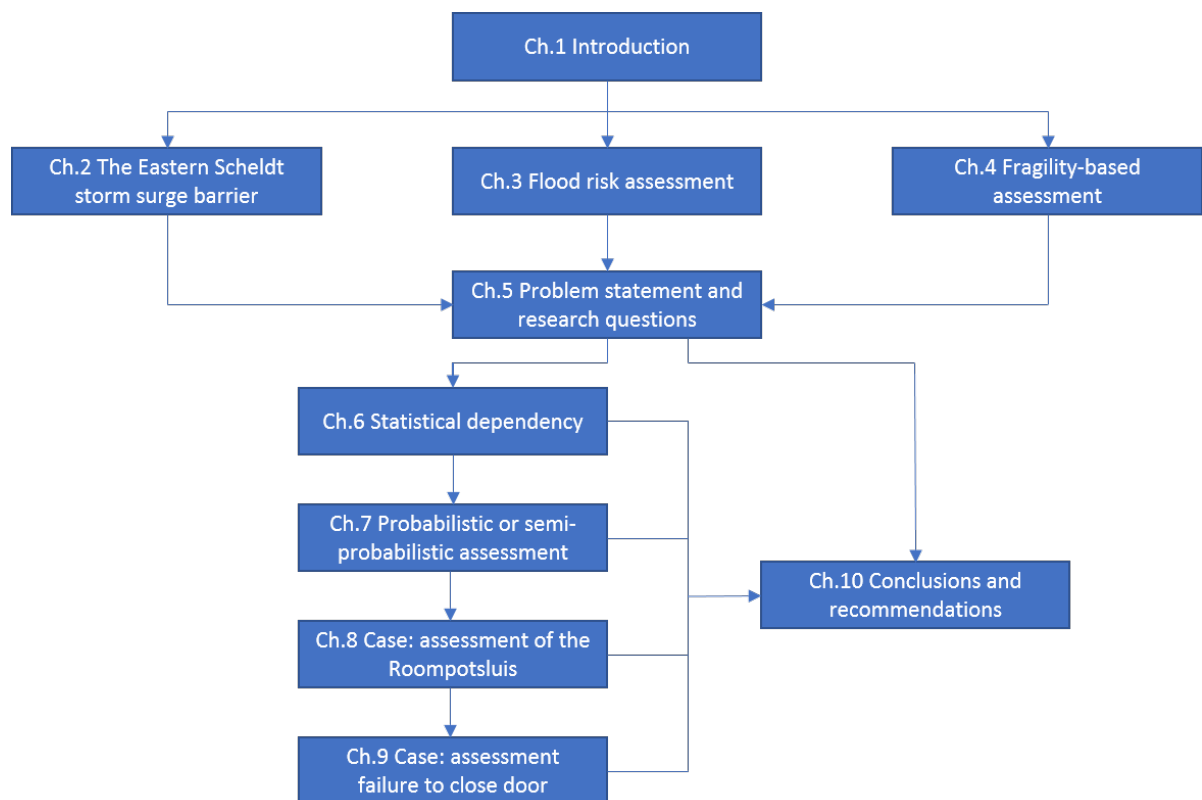 Ch.1 Introduction
Ch.2 The Eastern Scheldt
storm surge barrier
Ch.3 Flood risk assessment
Ch.4 Fragility-based
assessment
Ch.5 Problem statement and
research questions
Ch.6 Statistical dependency
Ch.7 Probabilistic or semi-
probabilistic assessment
Ch.8 Case: assessment of the
Roompotsluis
Ch.9 Case: assessment
failure to close door
Ch.10 Conclusions and
recommendations